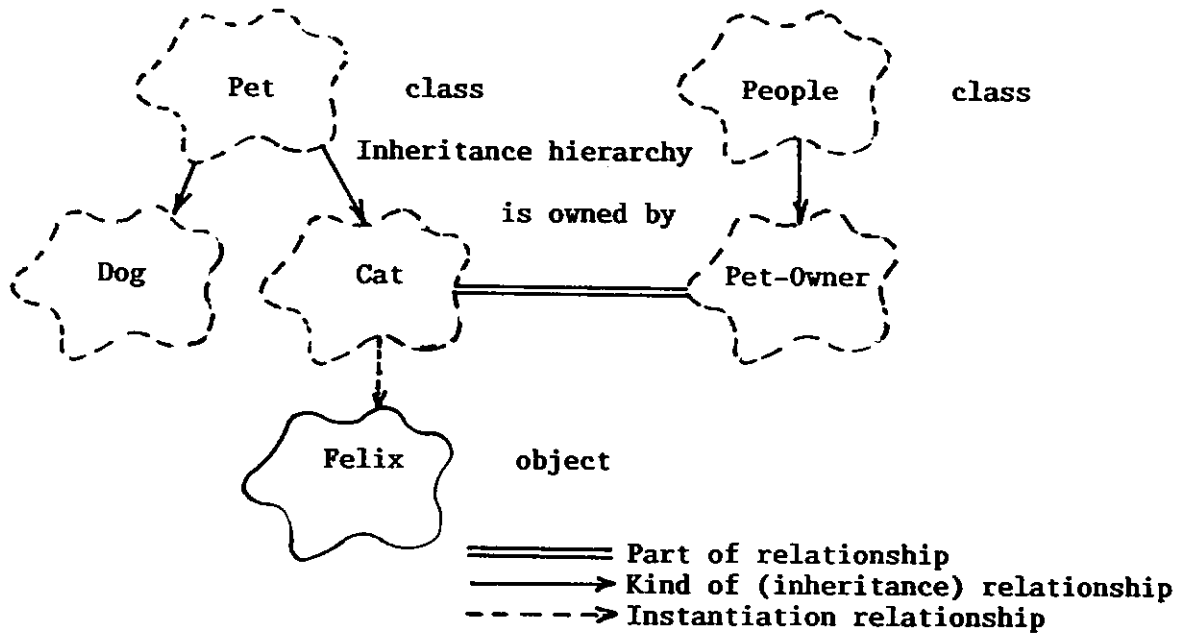 Pet class People class
Inheritance hierarchy
is owned by
Dog Cat Pet-Owner
Felix object
Part of relationship
Kind of (inheritance) relationship
Instantiation relationship